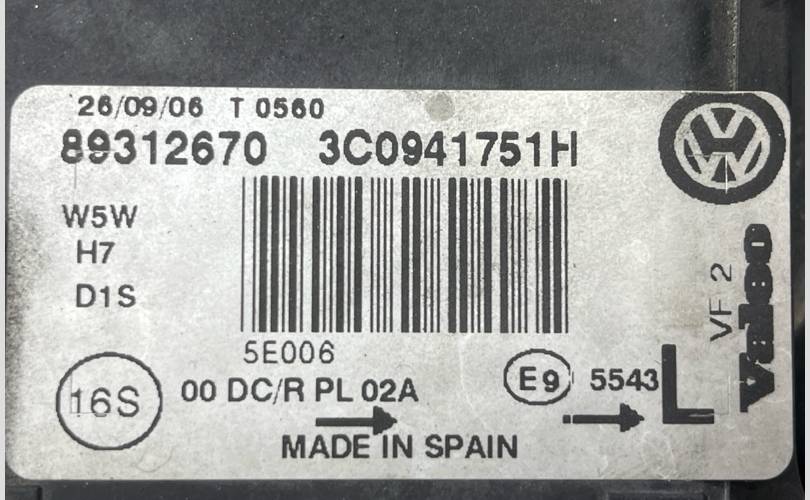 26/09/06 T 0560
89312670 3C0941751H
W5W
H7
D1S
5E006
16S
00 DC/R PL 02A
E9 5543 L
MADE IN SPAIN
VF 2
Valeo